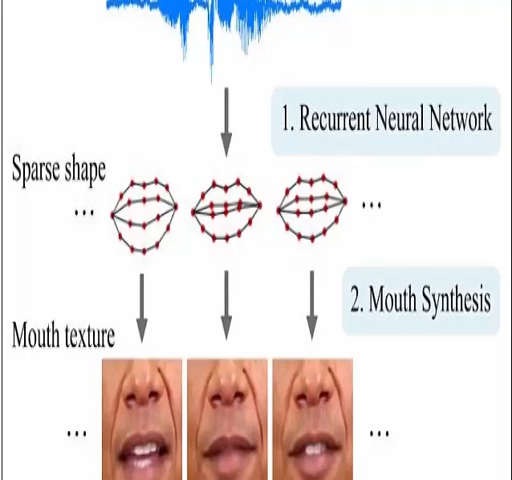 1. Recurrent Neural Network
Sparse shape
... ...
2. Mouth Synthesis
Mouth texture
... ...